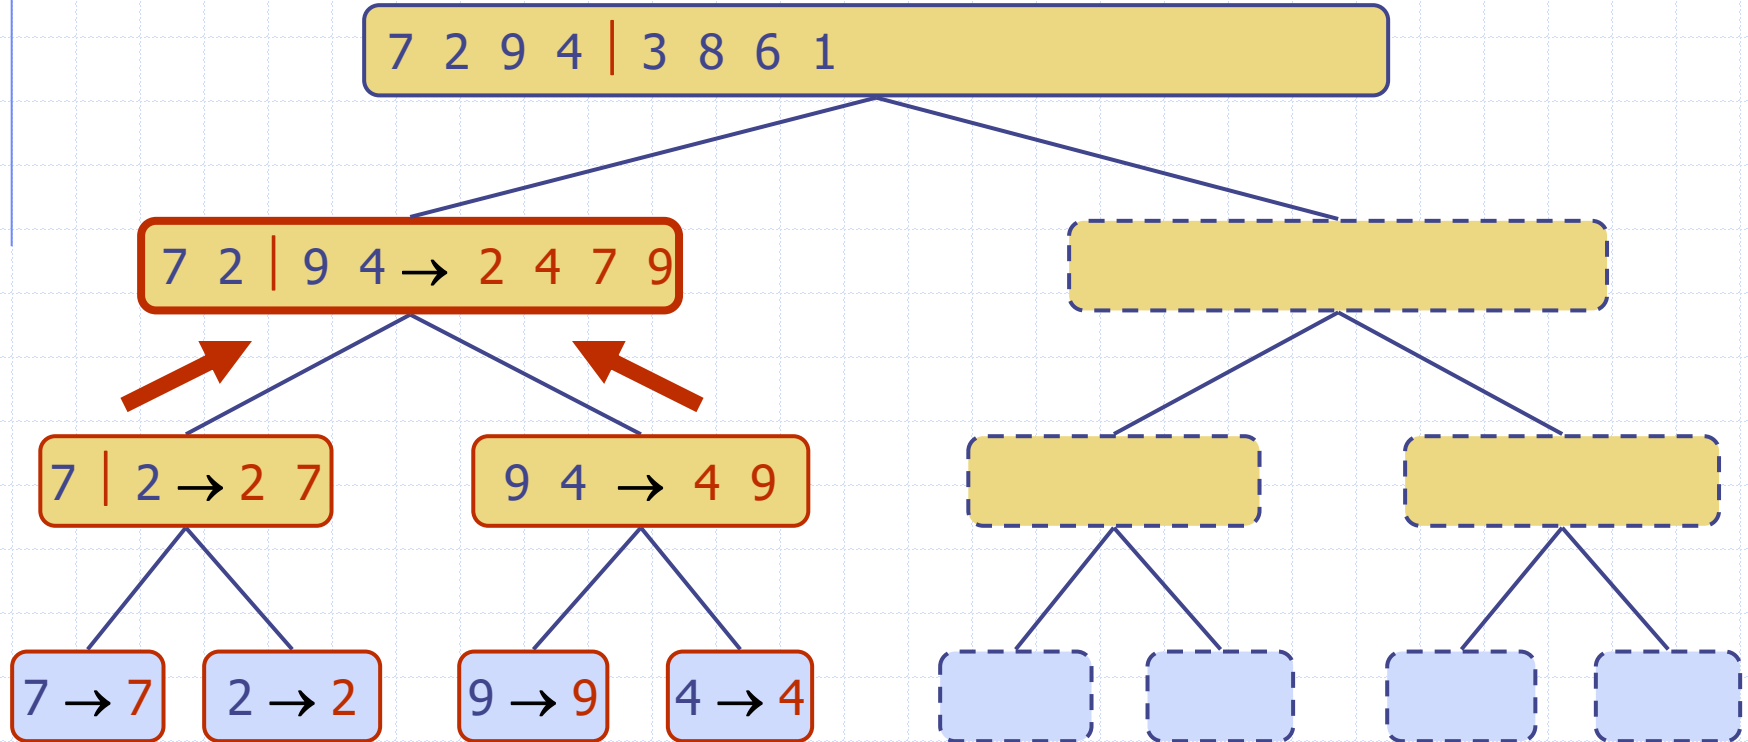 7 2 9 4 | 3 8 6 1
7 2 | 9 4 → 2 4 7 9
7 | 2 → 2 7
9 4 → 4 9
7 → 7
2 → 2
9 → 9
4 → 4